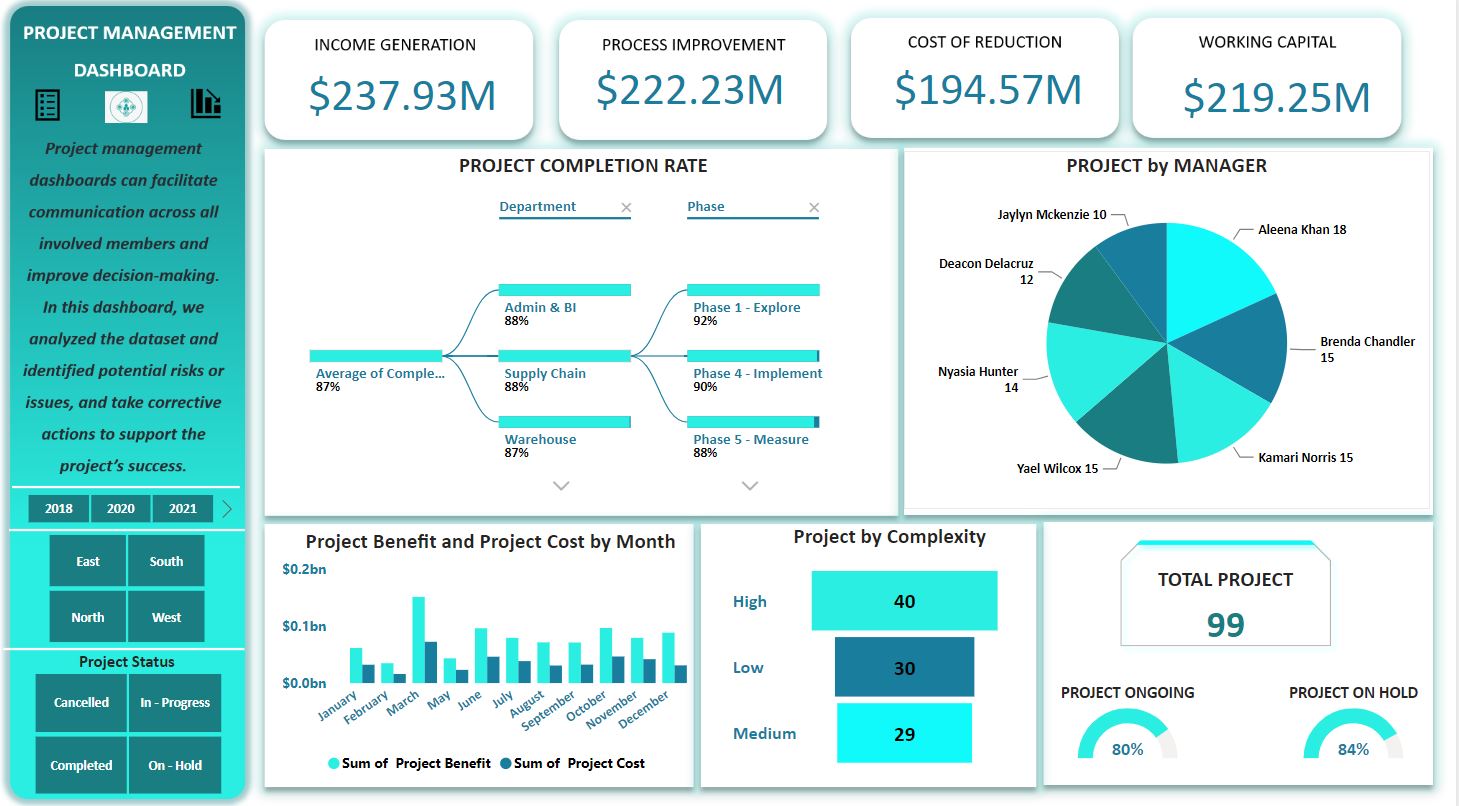 PROJECT MANAGEMENT
DASHBOARD
Project management
dashboards can facilitate
communication across all
involved members and
improve decision-making.
In this dashboard, we
analyzed the dataset and
identified potential risks or
issues, and take corrective
actions to support the
project's success.
2018 2020 2021
East South
North West
Project Status
Cancelled In - Progress
Completed On - Hold
INCOME GENERATION
$237.93M
PROCESS IMPROVEMENT
$222.23M
COST OF REDUCTION
$194.57M
WORKING CAPITAL
$219.25M
PROJECT COMPLETION RATE
Department
Phase
Average of Comple...
87%
Admin & BI
88%
Supply Chain
88%
Warehouse
87%
Phase 1 - Explore
92%
Phase 4 - Implement
90%
Phase 5 - Measure
88%
PROJECT by MANAGER
Jaylyn Mckenzie 10
Aleena Khan 18
Deacon Delacruz
12
Brenda Chandler
15
Nyasia Hunter
14
Kamari Norris 15
Yael Wilcox 15
Project Benefit and Project Cost by Month
$0.2bn
$0.1bn
$0.0bn
January
February
March
May
June
July
August
September
October
November
December
Sum of Project Benefit
Sum of Project Cost
Project by Complexity
High 40
Low 30
Medium 29
TOTAL PROJECT
99
PROJECT ONGOING
80%
PROJECT ON HOLD
84%